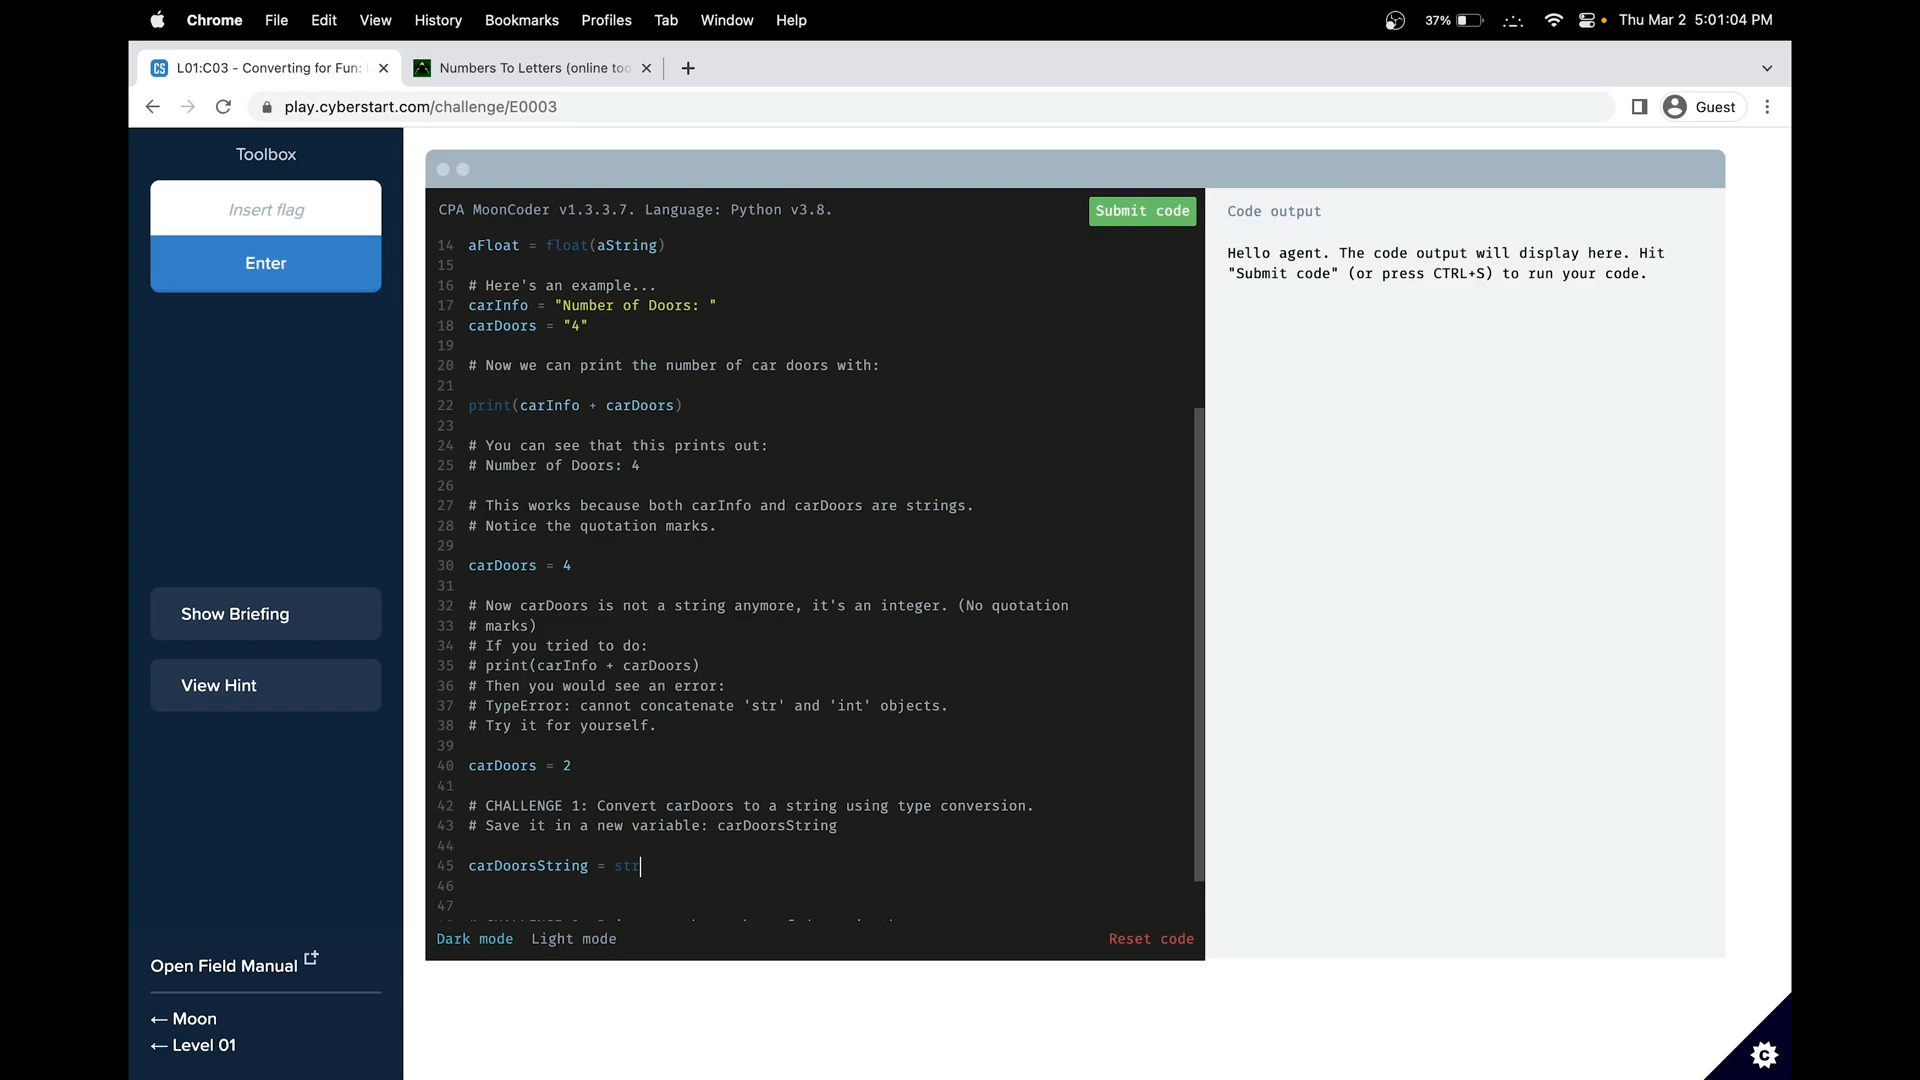 Chrome File Edit View History Bookmarks Profiles Tab Window Help 37% Thu Mar 2 5:01:04 PM
CS L01:C03 - Converting for Fun: Numbers To Letters (online too
play.cyberstart.com/challenge/E0003 Guest
Toolbox
Insert flag
Enter
Show Briefing
View Hint
Open Field Manual
← Moon
← Level 01
CPA MoonCoder v1.3.3.7. Language: Python v3.8. Submit code
14 aFloat = float(aString)
15
16 # Here's an example...
17 carInfo = "Number of Doors: "
18 carDoors = "4"
19
20 # Now we can print the number of car doors with:
21
22 print(carInfo + carDoors)
23
24 # You can see that this prints out:
25 # Number of Doors: 4
26
27 # This works because both carInfo and carDoors are strings.
28 # Notice the quotation marks.
29
30 carDoors = 4
31
32 # Now carDoors is not a string anymore, it's an integer. (No quotation
33 # marks)
34 # If you tried to do:
35 # print(carInfo + carDoors)
36 # Then you would see an error:
37 # TypeError: cannot concatenate 'str' and 'int' objects.
38 # Try it for yourself.
39
40 carDoors = 2
41
42 # CHALLENGE 1: Convert carDoors to a string using type conversion.
43 # Save it in a new variable: carDoorsString
44
45 carDoorsString = str
46
47
Dark mode Light mode Reset code
Code output
Hello agent. The code output will display here. Hit
"Submit code" (or press CTRL+S) to run your code.
C